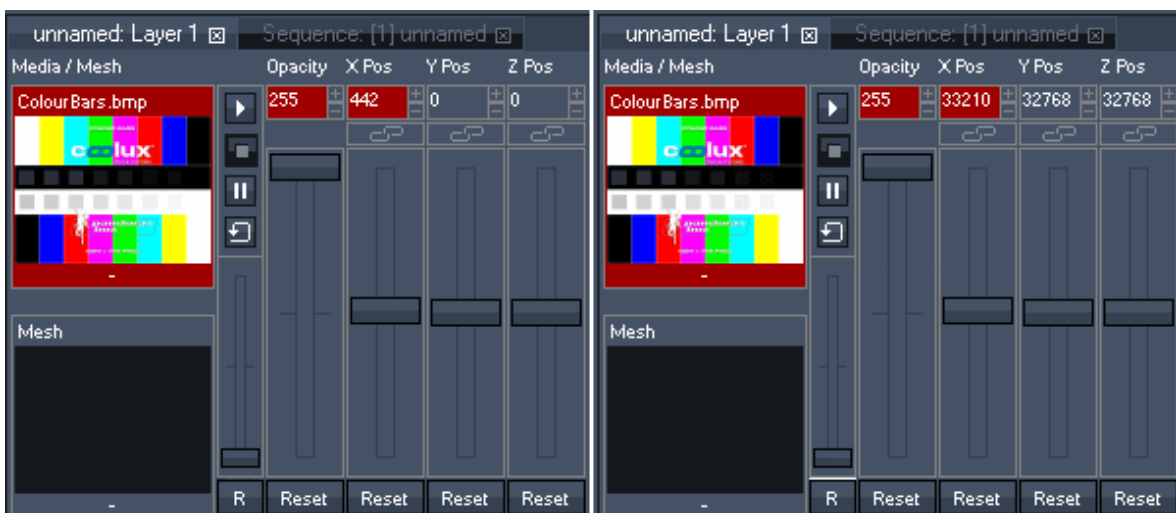 unnamed: Layer 1
Sequence: [1] unnamed
Media / Mesh Opacity X Pos Y Pos Z Pos
ColourBars.bmp 255 442 0 0
coolux
-
Mesh
-
R Reset Reset Reset Reset
unnamed: Layer 1
Sequence: [1] unnamed
Media / Mesh Opacity X Pos Y Pos Z Pos
ColourBars.bmp 255 33210 32768 32768
coolux
-
Mesh
-
R Reset Reset Reset Reset